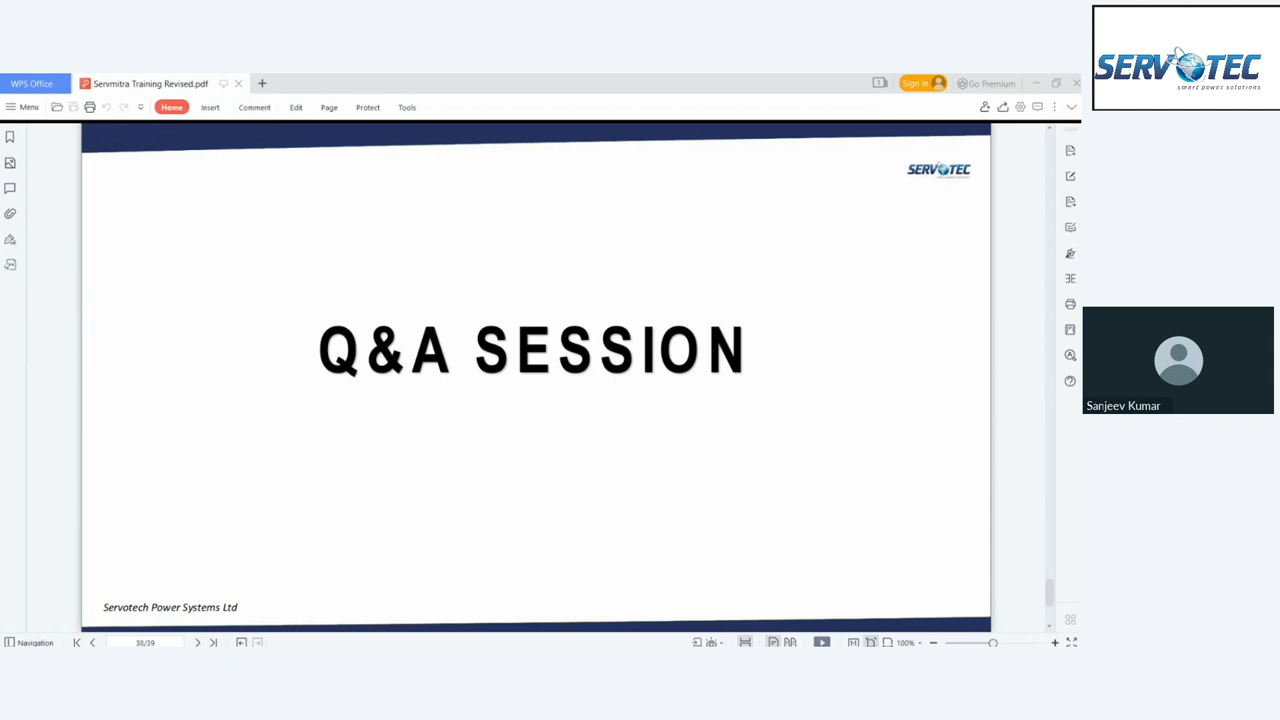 WPS Office
Servmitra Training Revised.pdf
Sign in
Go Premium
Menu
Home
Insert
Comment
Edit
Page
Protect
Tools
SERVOTEC
Q&A SESSION
Servotech Power Systems Ltd
Navigation
38/39
100%
SERVOTEC
smart power solutions
Sanjeev Kumar